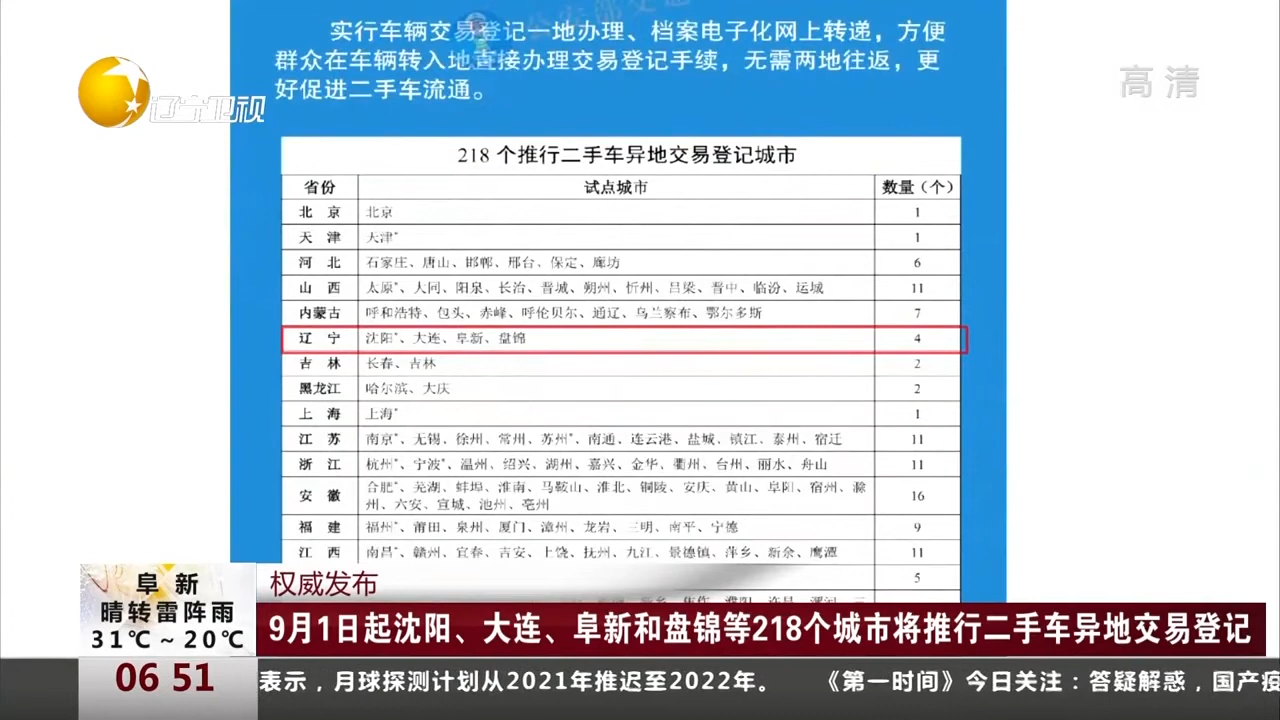 实行车辆交易登记一地办理、档案电子化网上转递，方便
群众在车辆转入地直接办理交易登记手续，无需两地往返，更
好促进二手车流通。
辽宁卫视
高清
218 个推行二手车异地交易登记城市
省份 试点城市 数量（个）
北 京 北京 1
天 津 天津* 1
河 北 石家庄、唐山、邯郸、邢台、保定、廊坊 6
山 西 太原*、大同、阳泉、长治、晋城、朔州、忻州、吕梁、晋中、临汾、运城 11
内蒙古 呼和浩特、包头、赤峰、呼伦贝尔、通辽、乌兰察布、鄂尔多斯 7
辽 宁 沈阳*、大连、阜新、盘锦 4
吉 林 长春、吉林 2
黑龙江 哈尔滨、大庆 2
上 海 上海* 1
江 苏 南京*、无锡、徐州、常州、苏州*、南通、连云港、盐城、镇江、泰州、宿迁 11
浙 江 杭州*、宁波*、温州、绍兴、湖州、嘉兴、金华、衢州、台州、丽水、舟山 11
安 徽 合肥*、芜湖、蚌埠、淮南、马鞍山、淮北、铜陵、安庆、黄山、阜阳、宿州、滁
州、六安、宣城、池州、亳州 16
福 建 福州*、莆田、泉州、厦门、漳州、龙岩、三明、南平、宁德 9
江 西 南昌*、赣州、宜春、吉安、上饶、抚州、九江、景德镇、萍乡、新余、鹰潭 11
5
阜 新
晴转雷阵雨
31℃～20℃
06 51
权威发布
9月1日起沈阳、大连、阜新和盘锦等218个城市将推行二手车异地交易登记
表示，月球探测计划从2021年推迟至2022年。 《第一时间》今日关注：答疑解惑，国产疫